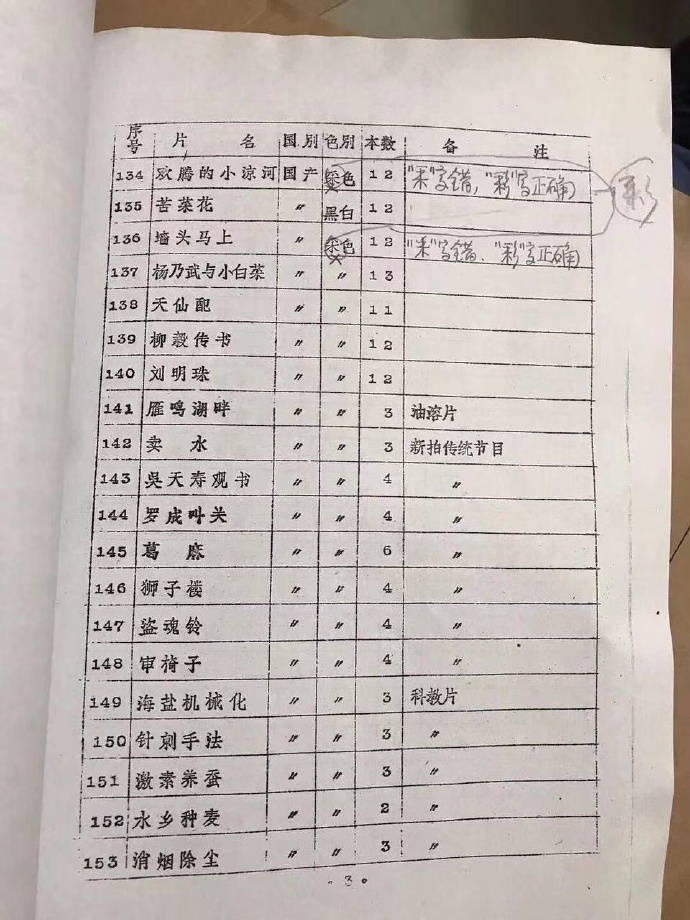 序号 片 名 国别 色别 本数 备 注
134 欢腾的小凉河 国产 采色 12 "采"字错,"彩"字正确 彩
135 苦菜花 〃 黑白 12
136 墙头马上 〃 采色 12 "采"字错、"彩"字正确
137 杨乃武与小白菜 〃 〃 13
138 天仙配 〃 〃 11
139 柳毅传书 〃 〃 12
140 刘明珠 〃 〃 12
141 雁鸣湖畔 〃 〃 3 油溶片
142 卖 水 〃 〃 3 新拍传统节目
143 吴天寿观书 〃 〃 4 〃
144 罗成叫关 〃 〃 4 〃
145 葛 麻 〃 〃 6 〃
146 狮子楼 〃 〃 4 〃
147 盗魂铃 〃 〃 4 〃
148 审椅子 〃 〃 4 〃
149 海盐机械化 〃 〃 3 科教片
150 针刺手法 〃 〃 3 〃
151 激素养蚕 〃 〃 3 〃
152 水乡种麦 〃 〃 2 〃
153 消烟除尘 〃 〃 3 〃
·3·